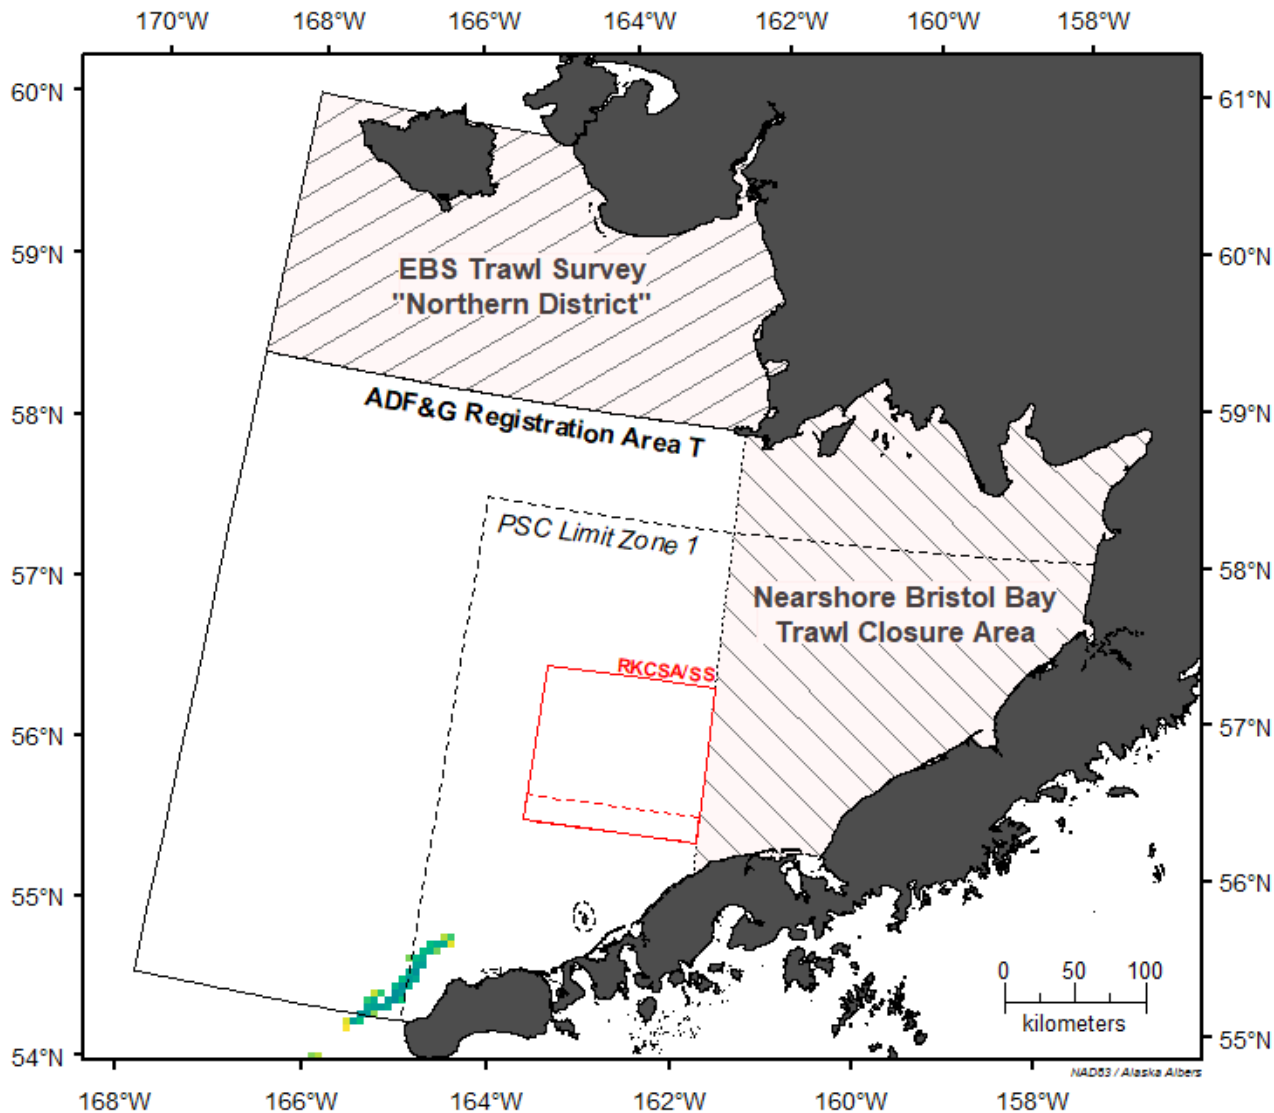 170°W 168°W 166°W 164°W 162°W 160°W 158°W
60°N
61°N
59°N
60°N
EBS Trawl Survey
"Northern District"
58°N
59°N
ADF&G Registration Area T
PSC Limit Zone 1
57°N
58°N
Nearshore Bristol Bay
Trawl Closure Area
RKCSA/SS
56°N
57°N
55°N
56°N
0 50 100
kilometers
54°N
55°N
NAD83 / Alaska Albers
168°W 166°W 164°W 162°W 160°W 158°W